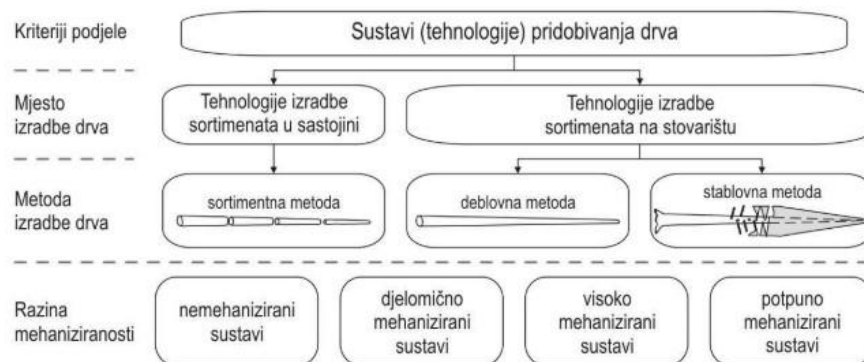 Kriteriji podjele
Sustavi (tehnologije) pridobivanja drva
Mjesto
izrade drva
Tehnologije izradbe
sortimenata u sastojini
Tehnologije izradbe
sortimenata na stovarištu
Metoda
izradbe drva
sortimentna metoda
deblovna metoda
stablovna metoda
Razina
mehaniziranosti
nemehanizirani
sustavi
djelomično
mehanizirani
sustavi
visoko
mehanizirani
sustavi
potpuno
mehanizirani
sustavi